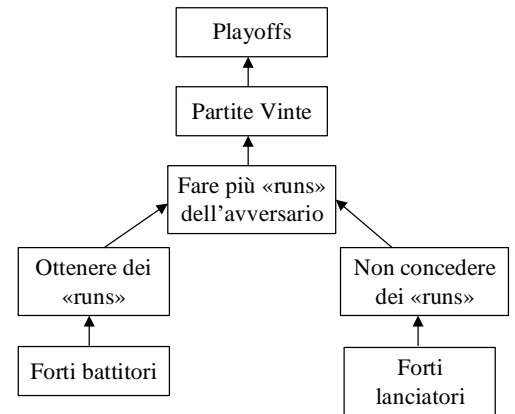 Playoffs
Partite Vinte
Fare più «runs»
dell’avversario
Ottenere dei
«runs»
Non concedere
dei «runs»
Forti battitori
Forti
lanciatori